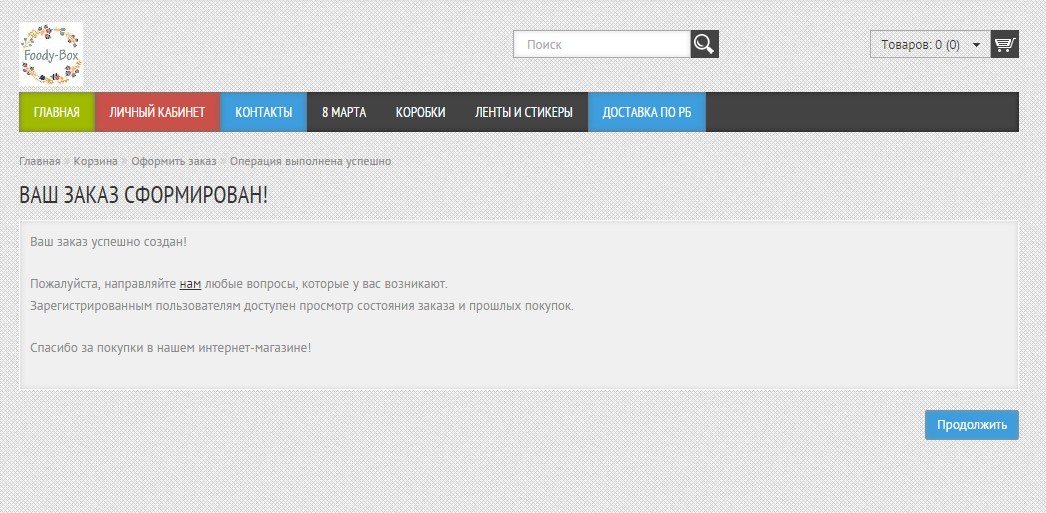 Foody-Box
Поиск
Товаров: 0 (0)
ГЛАВНАЯ ЛИЧНЫЙ КАБИНЕТ КОНТАКТЫ 8 МАРТА КОРОБКИ ЛЕНТЫ И СТИКЕРЫ ДОСТАВКА ПО РБ
Главная » Корзина » Оформить заказ » Операция выполнена успешно
ВАШ ЗАКАЗ СФОРМИРОВАН!
Ваш заказ успешно создан!
Пожалуйста, направляйте нам любые вопросы, которые у вас возникают.
Зарегистрированным пользователям доступен просмотр состояния заказа и прошлых покупок.
Спасибо за покупки в нашем интернет-магазине!
Продолжить